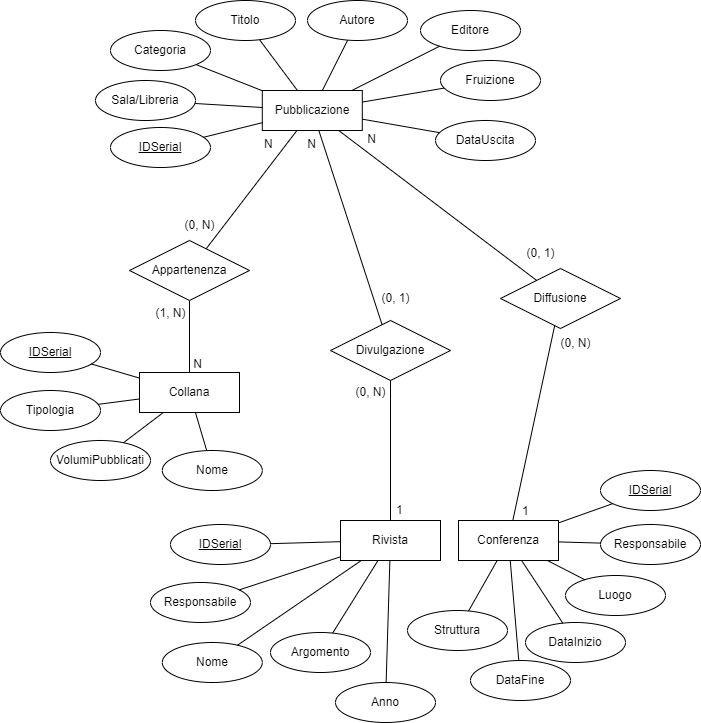 Titolo
Autore
Categoria
Editore
Sala/Libreria
Pubblicazione
Fruizione
IDSerial
DataUscita
N
N
N
(0, N)
(0, 1)
Appartenenza
Diffusione
(1, N)
(0, 1)
(0, N)
Divulgazione
IDSerial
N
Collana
(0, N)
Tipologia
VolumiPubblicati
Nome
IDSerial
1
1
IDSerial
Rivista
Conferenza
Responsabile
Responsabile
Luogo
Struttura
DataInizio
Nome
Argomento
DataFine
Anno